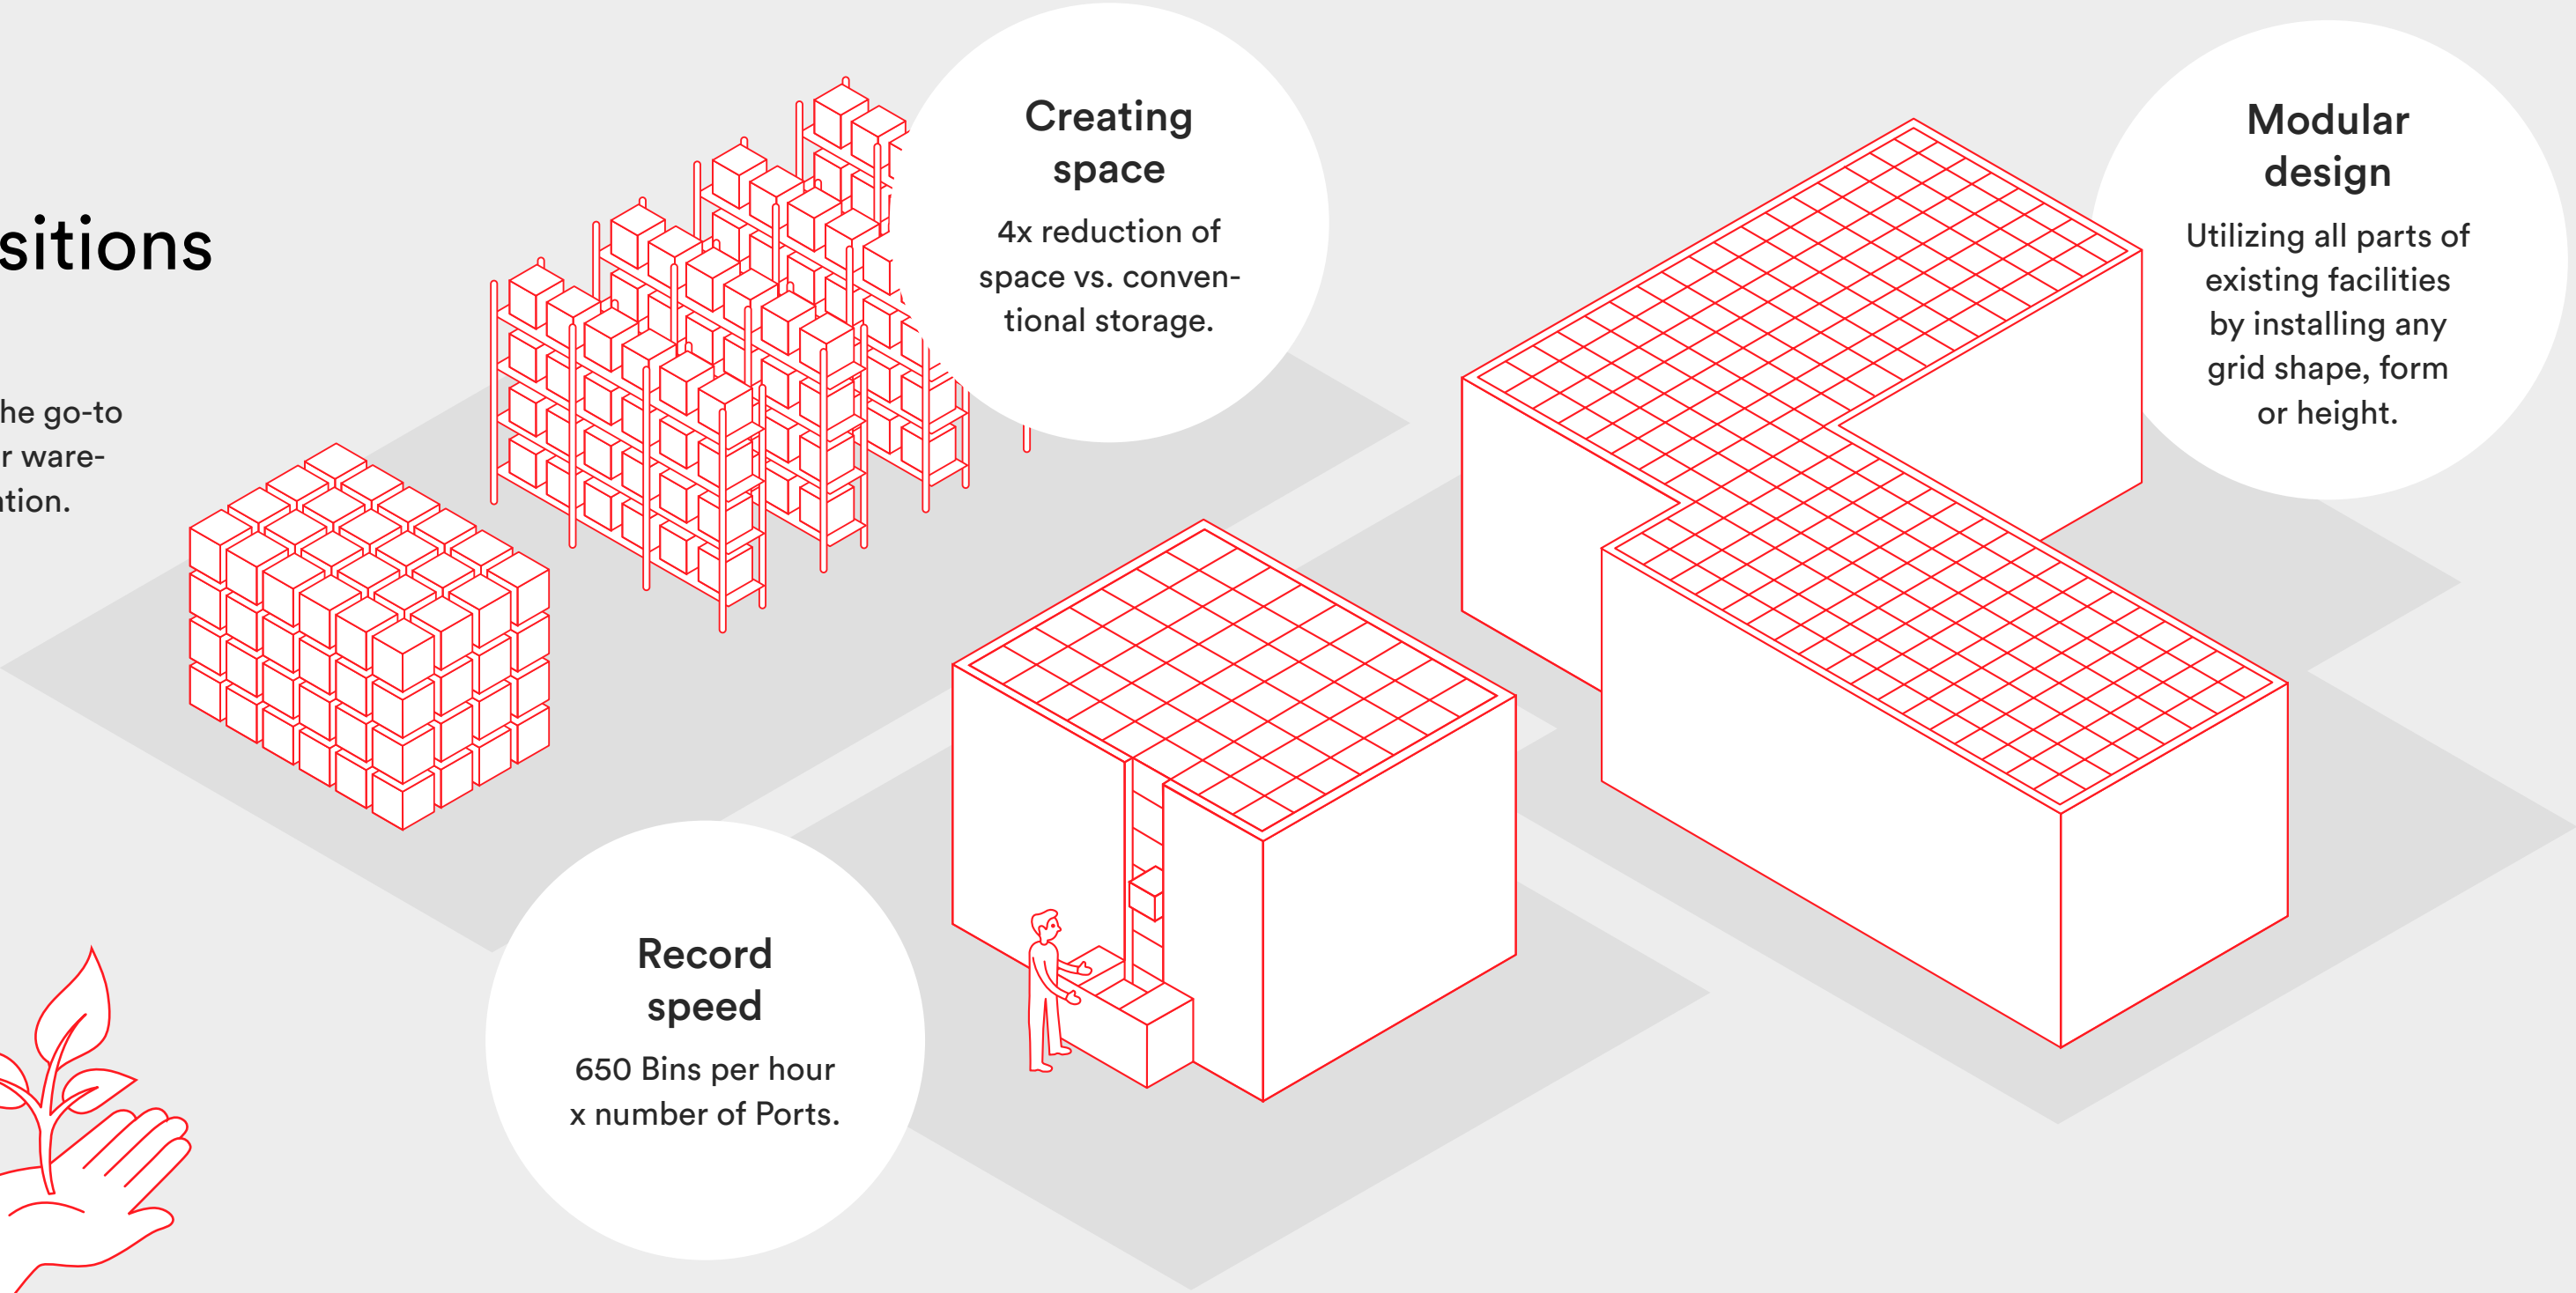 sitions
he go-to
r ware-
ation.
Creating
space
4x reduction of
space vs. conven-
tional storage.
Modular
design
Utilizing all parts of
existing facilities
by installing any
grid shape, form
or height.
Record
speed
650 Bins per hour
x number of Ports.